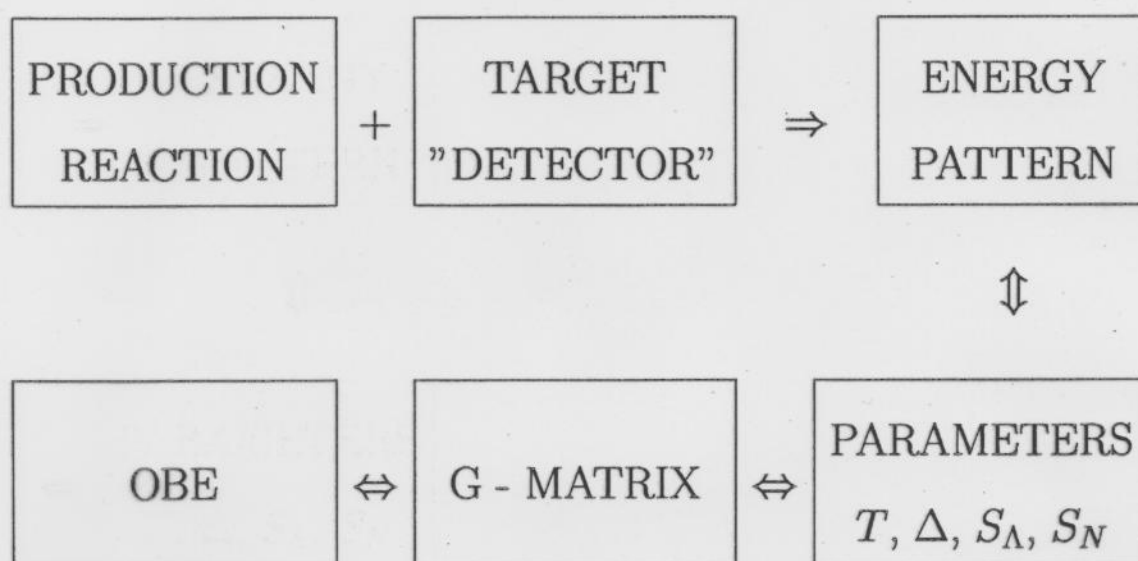 PRODUCTION
REACTION
+
TARGET
"DETECTOR"
⇒
ENERGY
PATTERN
⇕
OBE
⇔
G - MATRIX
⇔
PARAMETERS
T, Δ, S_Λ, S_N